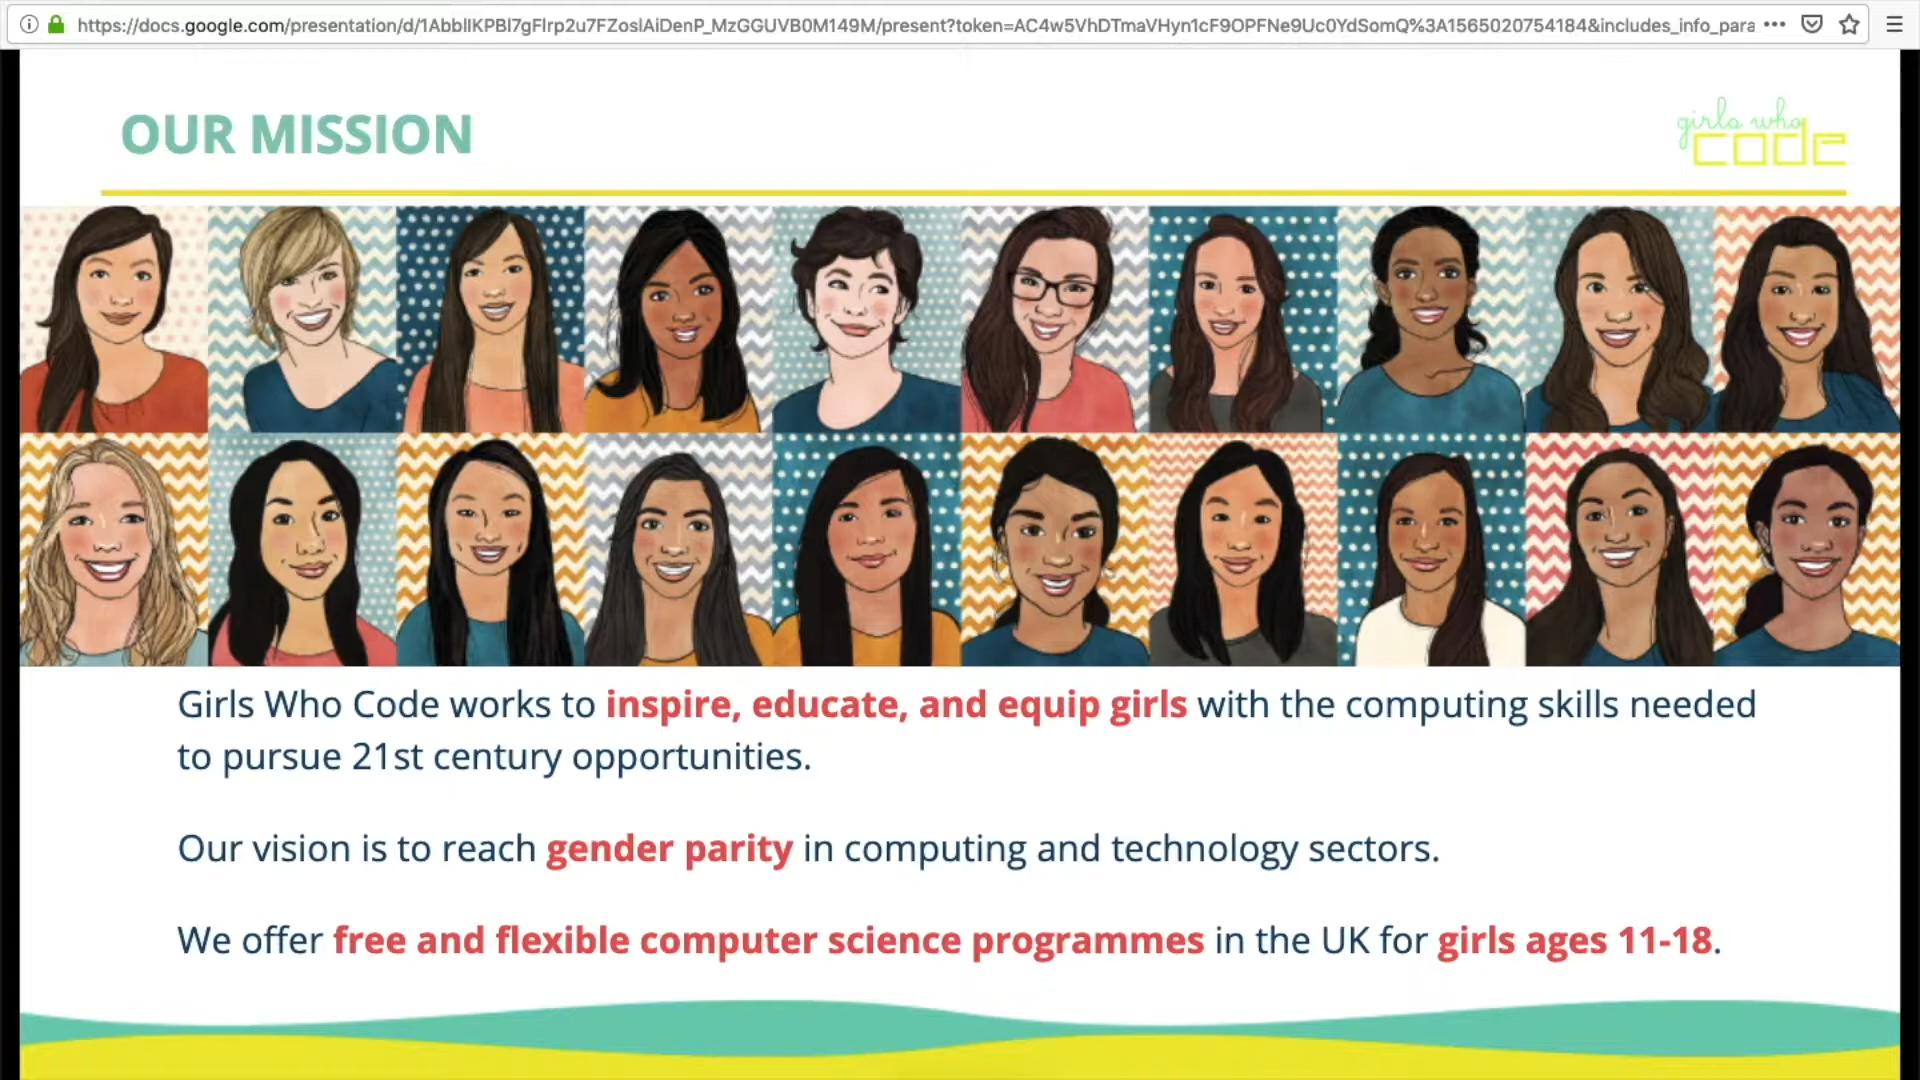 https://docs.google.com/presentation/d/1AbblIKPBl7gFIrp2u7FZoslAiDenP_MzGGUVB0M149M/present?token=AC4w5VhDTmaVHyn1cF9OPFNe9Uc0YdSomQ%3A1565020754184&includes_info_para
OUR MISSION
girls who
code
Girls Who Code works to inspire, educate, and equip girls with the computing skills needed
to pursue 21st century opportunities.
Our vision is to reach gender parity in computing and technology sectors.
We offer free and flexible computer science programmes in the UK for girls ages 11-18.